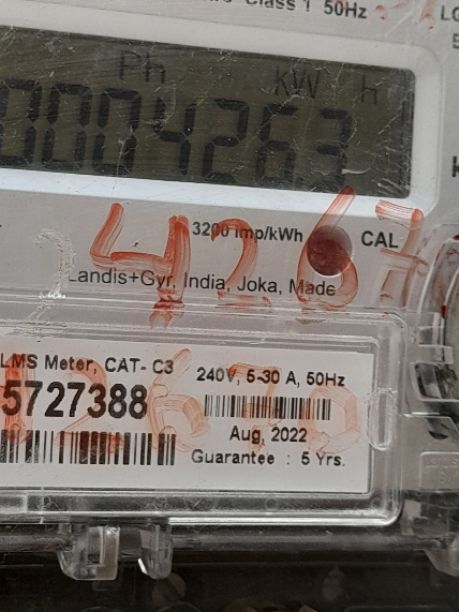 Class 1 50Hz
Ph kW h
0004263
3200 imp/kWh CAL
4267
Landis+Gyr, India, Joka, Made
LMS Meter, CAT- C3
5727388
240V, 5-30 A, 50Hz
Aug, 2022
Guarantee : 5 Yrs.